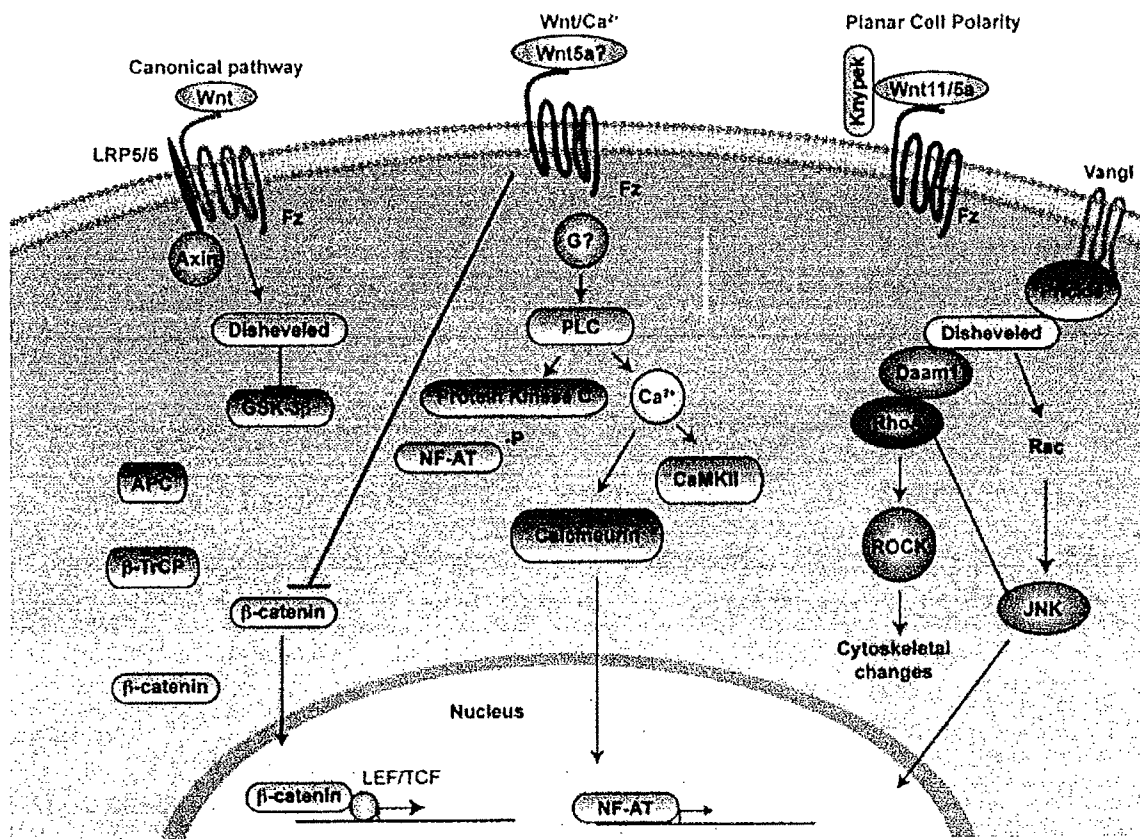 Canonical pathway
Wnt
LRP5/6
Fz
Axin
Disheveled
GSK-3β
APC
β-TrCP
β-catenin
β-catenin
β-catenin
LEF/TCF
Wnt/Ca²⁺
Wnt5a?
Fz
G?
PLC
Protein Kinase C
Ca²⁺
NF-AT
-P
CaMKII
Calcineurin
Nucleus
NF-AT
Planar Cell Polarity
Knypek
Wnt11/5a
Fz
Vangl
Disheveled
Daam1
Rac
ROCK
JNK
Cytoskeletal
changes